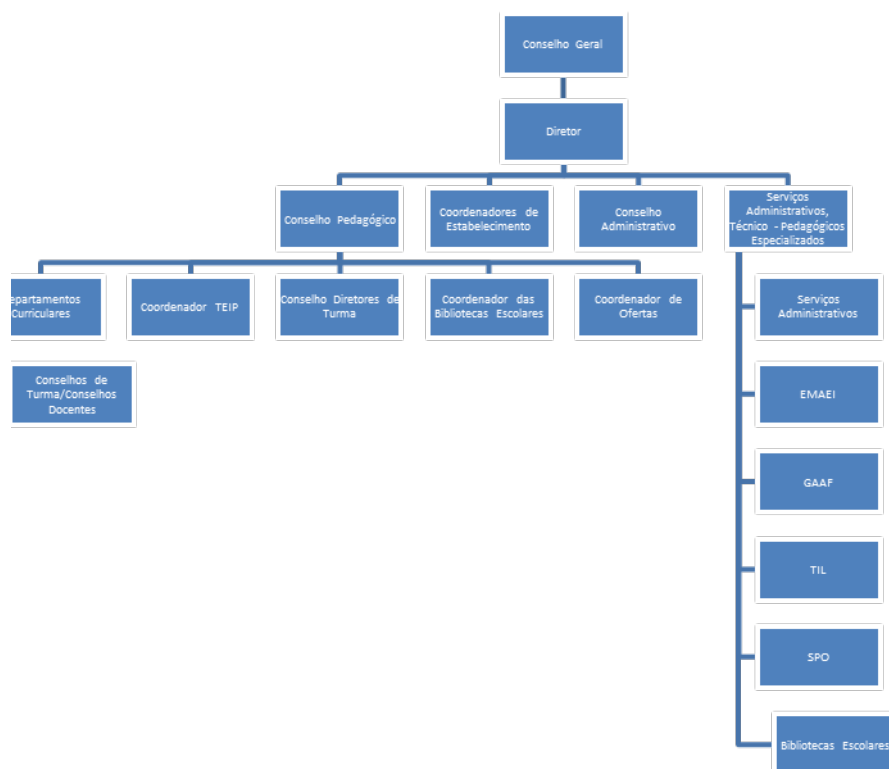 Conselho Geral
Diretor
Conselho Pedagógico
Coordenadores de
Estabelecimento
Conselho
Administrativo
Serviços
Administrativos,
Técnico - Pedagógicos
Especializados
epartamentos
Curriculares
Coordenador TEIP
Conselho Diretores de
Turma
Coordenador das
Bibliotecas Escolares
Coordenador de
Ofertas
Serviços
Administrativos
Conselhos de
Turma/Conselhos
Docentes
EMAEI
GAAF
TIL
SPO
Bibliotecas Escolares